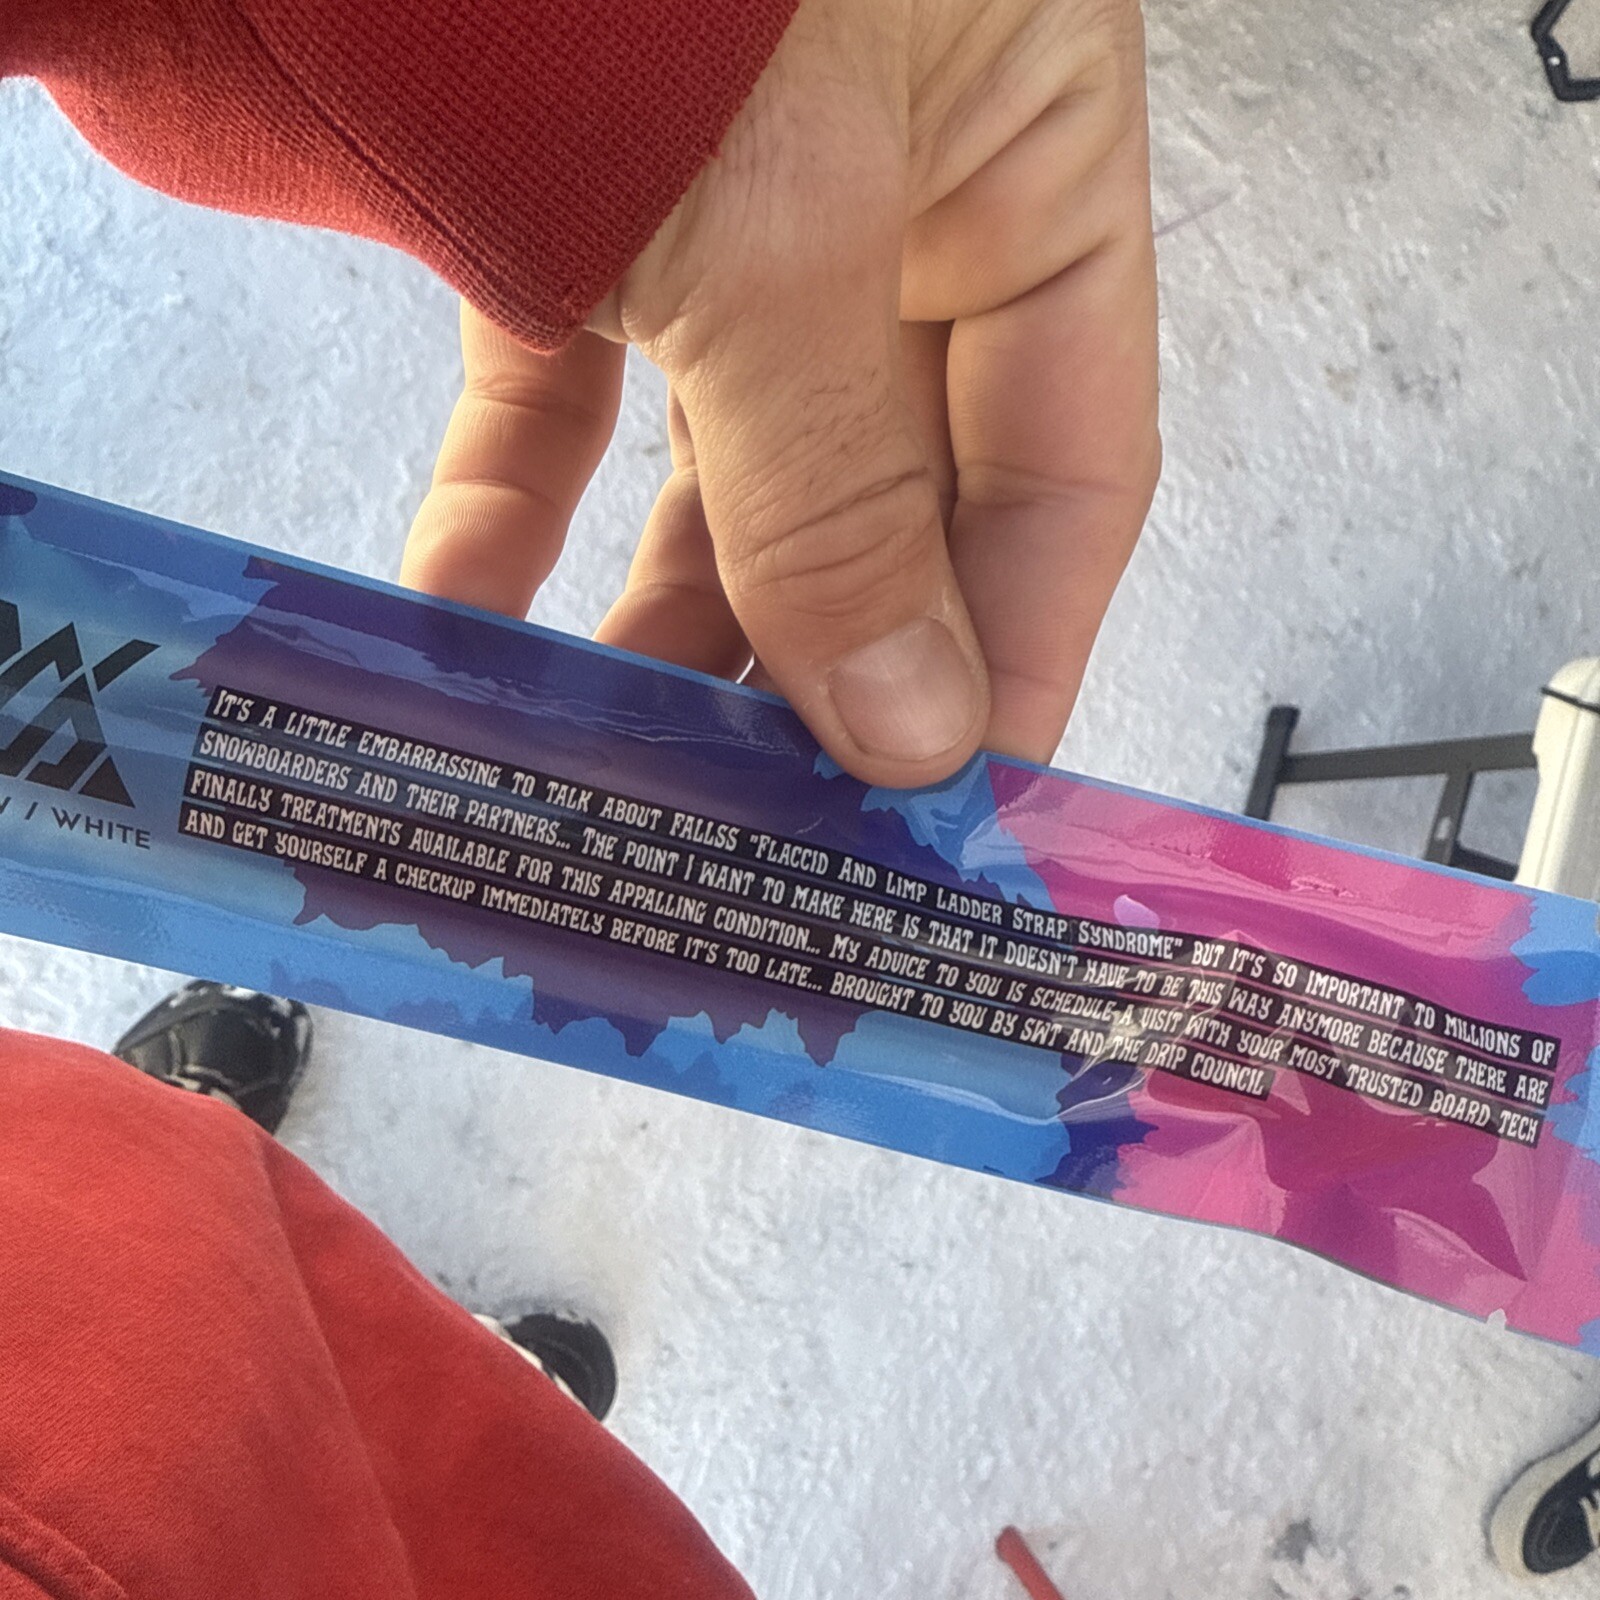 It's a little embarrassing to talk about FALLSS "Flaccid and Limp Ladder Strap Syndrome" but it's so important to millions of
snowboarders and their partners... The point I want to make here is that it doesn't have to be this way anymore because there are
finally treatments available for this appalling condition... My advice to you is schedule a visit with your most trusted board tech
and get yourself a checkup immediately before it's too late... Brought to you by SWT and the Drip Council
/ WHITE